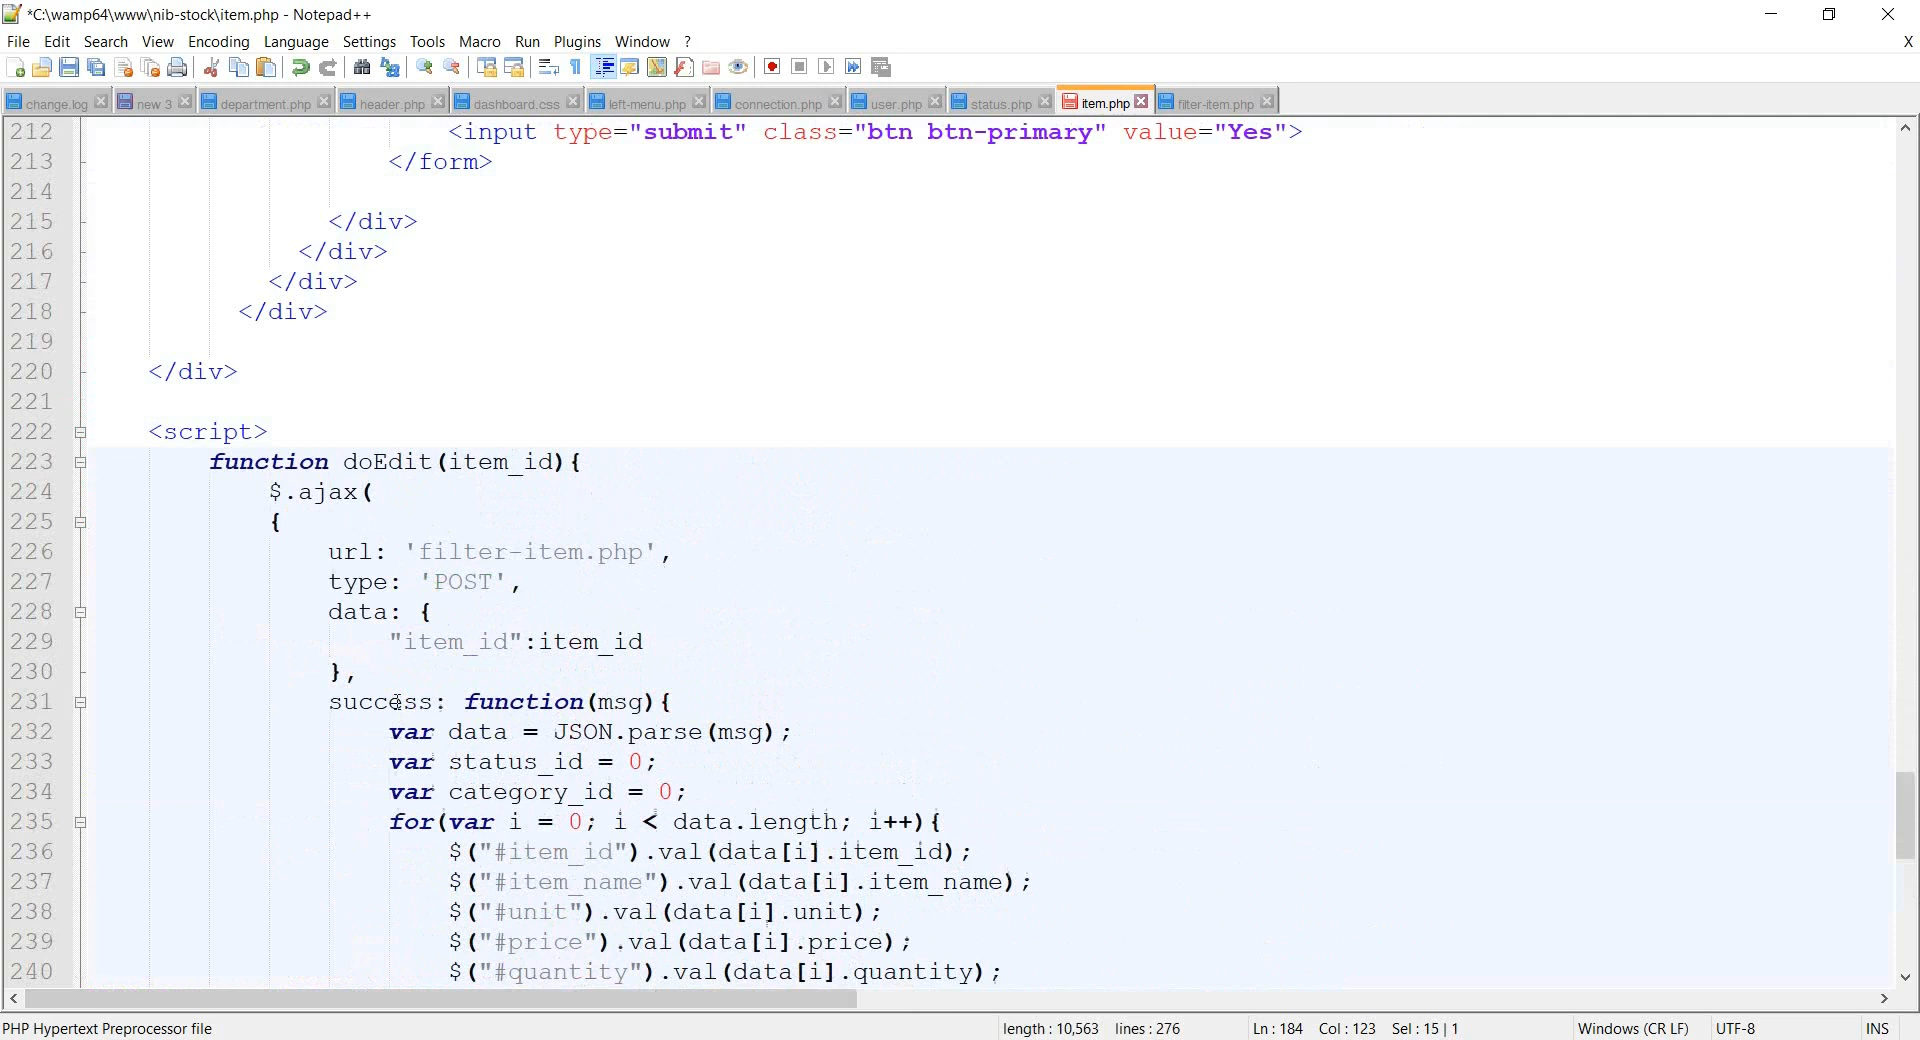 *C:\wamp64\www\nib-stock\item.php - Notepad++
File Edit Search View Encoding Language Settings Tools Macro Run Plugins Window ? X
change.log new 3 department.php header.php dashboard.css left-menu.php connection.php user.php status.php item.php filter-item.php
212 <input type="submit" class="btn btn-primary" value="Yes">
213 </form>
214
215 </div>
216 </div>
217 </div>
218 </div>
219
220 </div>
221
222 <script>
223 function doEdit(item_id){
224 $.ajax(
225 {
226 url: 'filter-item.php',
227 type: 'POST',
228 data: {
229 "item_id":item_id
230 },
231 success: function(msg){
232 var data = JSON.parse(msg);
233 var status_id = 0;
234 var category_id = 0;
235 for(var i = 0; i < data.length; i++){
236 $("#item_id").val(data[i].item_id);
237 $("#item_name").val(data[i].item_name);
238 $("#unit").val(data[i].unit);
239 $("#price").val(data[i].price);
240 $("#quantity").val(data[i].quantity);
PHP Hypertext Preprocessor file length : 10,563 lines : 276 Ln : 184 Col : 123 Sel : 15 | 1 Windows (CR LF) UTF-8 INS